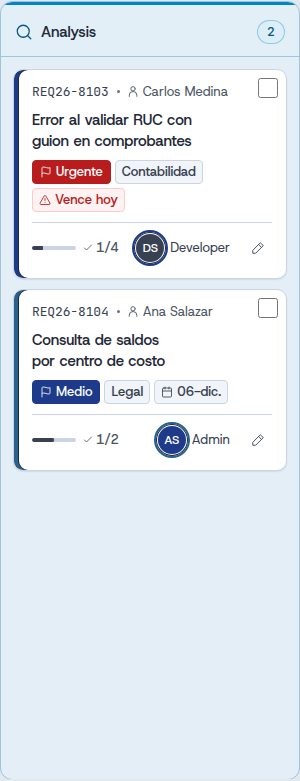 Analysis 2
REQ26-8103 • Carlos Medina
Error al validar RUC con
guion en comprobantes
Urgente Contabilidad
Vence hoy
1/4 DS Developer
REQ26-8104 • Ana Salazar
Consulta de saldos
por centro de costo
Medio Legal 06-dic.
1/2 AS Admin